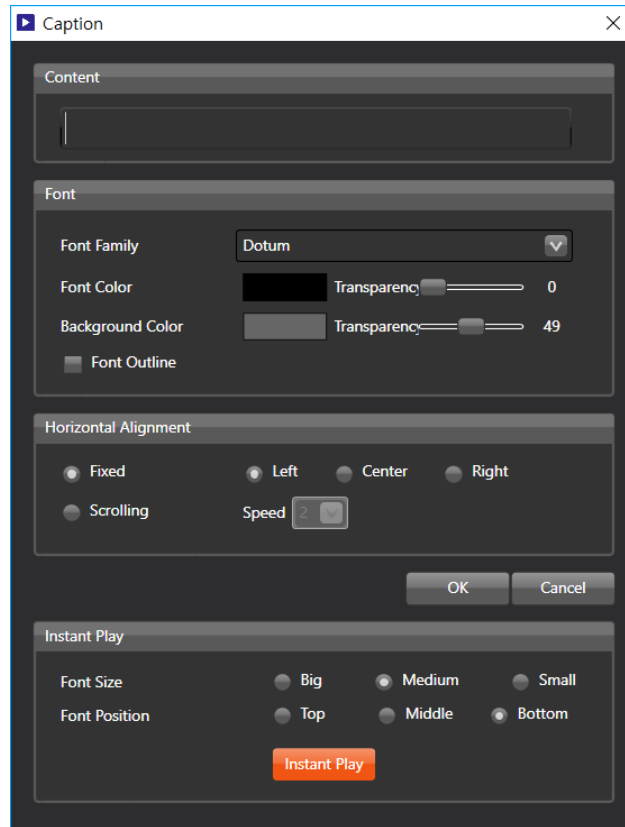 Caption
Content
Font
Font Family Dotum
Font Color Transparency 0
Background Color Transparency 49
Font Outline
Horizontal Alignment
Fixed Left Center Right
Scrolling Speed 2
OK Cancel
Instant Play
Font Size Big Medium Small
Font Position Top Middle Bottom
Instant Play